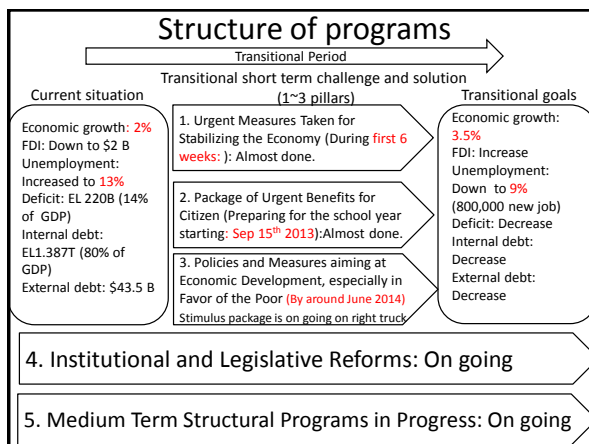 Structure of programs
Transitional Period
Transitional short term challenge and solution
(1~3 pillars)
Current situation
Economic growth: 2%
FDI: Down to $2 B
Unemployment:
Increased to 13%
Deficit: EL 220B (14%
of GDP)
Internal debt:
EL1.387T (80% of
GDP)
External debt: $43.5 B
1. Urgent Measures Taken for
Stabilizing the Economy (During first 6
weeks: ): Almost done.
2. Package of Urgent Benefits for
Citizen (Preparing for the school year
starting: Sep 15th 2013):Almost done.
3. Policies and Measures aiming at
Economic Development, especially in
Favor of the Poor (By around June 2014)
Stimulus package is on going on right truck
Transitional goals
Economic growth:
3.5%
FDI: Increase
Unemployment:
Down to 9%
(800,000 new job)
Deficit: Decrease
Internal debt:
Decrease
External debt:
Decrease
4. Institutional and Legislative Reforms: On going
5. Medium Term Structural Programs in Progress: On going